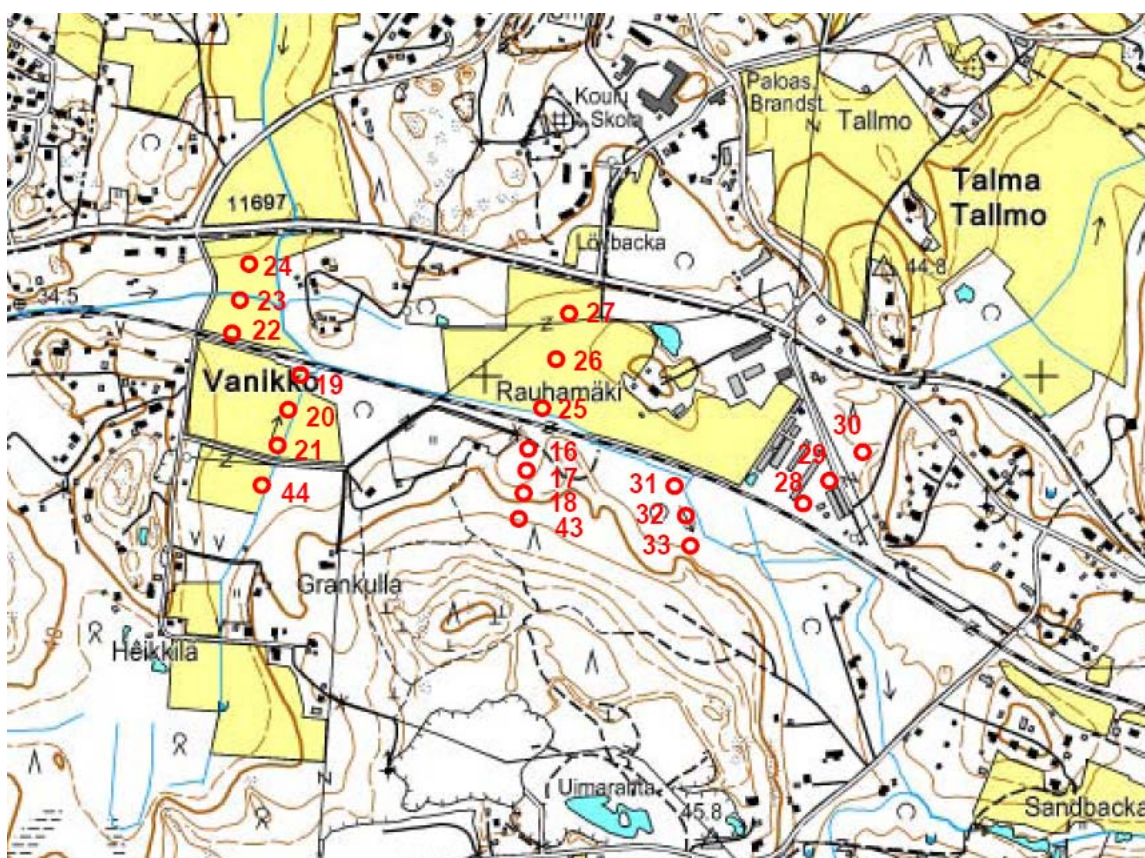 Koulu
Skola
Paloas.
Brandst.
Tallmo
Talma
Tallmo
11697
40
Lövbacka
44.8
24
34.5
23
27
22
26
Vanikko
19
Rauhamäki
20
25
30
21
16
29
17
31
28
44
18
32
43
33
Grankulla
40
Heikkilä
Uimaranta
45.8
Sandbacka